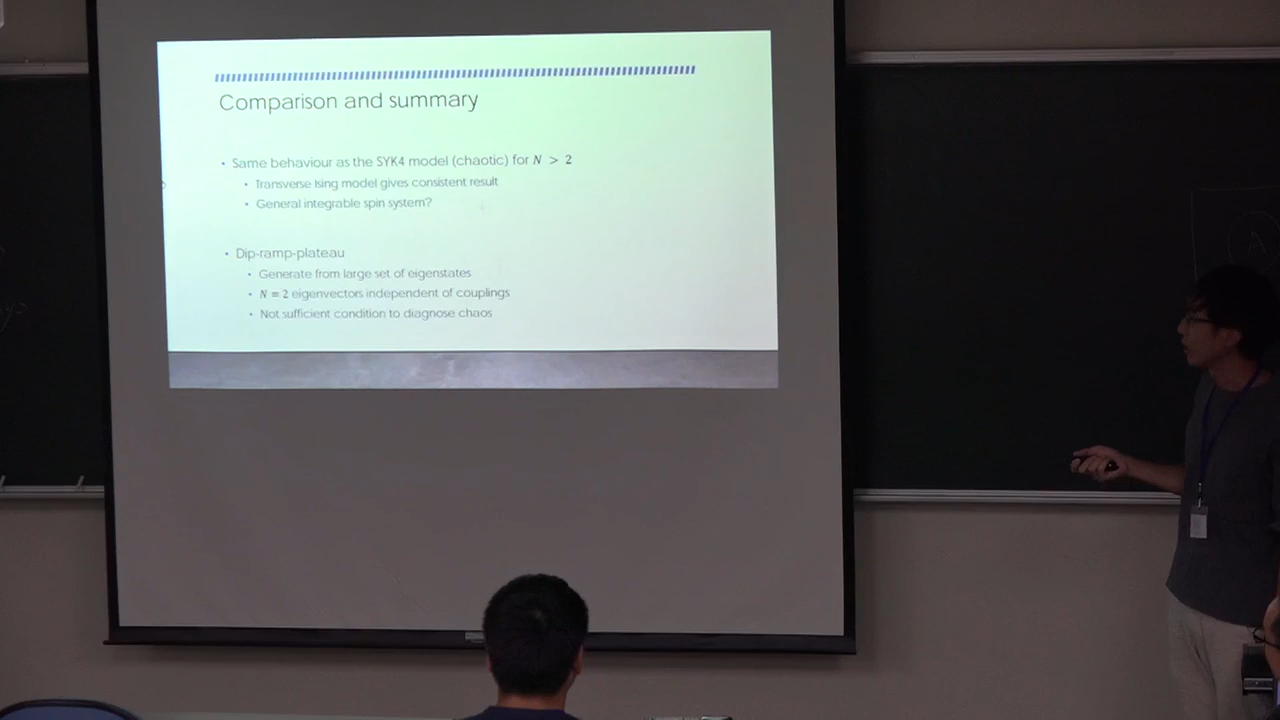 Comparison and summary
• Same behaviour as the SYK4 model (chaotic) for N > 2
• Transverse Ising model gives consistent result
• General integrable spin system?
• Dip-ramp-plateau
• Generate from large set of eigenstates
• N = 2 eigenvectors independent of couplings
• Not sufficient condition to diagnose chaos
A